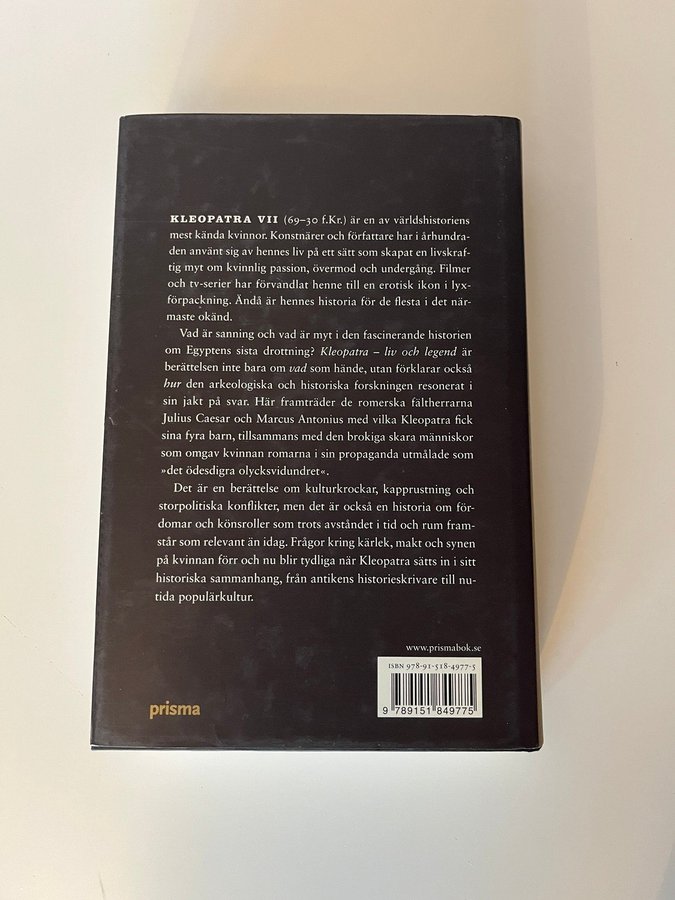 KLEOPATRA VII (69–30 f.Kr.) är en av världshistoriens
mest kända kvinnor. Konstnärer och författare har i århundra-
den använt sig av hennes liv på ett sätt som skapat en livskraf-
tig myt om kvinnlig passion, övermod och undergång. Filmer
och tv-serier har förvandlat henne till en erotisk ikon i lyx-
förpackning. Ändå är hennes historia för de flesta i det när-
maste okänd.
Vad är sanning och vad är myt i den fascinerande historien
om Egyptens sista drottning? Kleopatra – liv och legend är
berättelsen inte bara om vad som hände, utan förklarar också
hur den arkeologiska och historiska forskningen resonerat i
sin jakt på svar. Här framträder de romerska fältherrarna
Julius Caesar och Marcus Antonius med vilka Kleopatra fick
sina fyra barn, tillsammans med den brokiga skara människor
som omgav kvinnan romarna i sin propaganda utmålade som
»det ödesdigra olycksvidundret«.
Det är en berättelse om kulturkrockar, kapprustning och
storpolitiska konflikter, men det är också en historia om för-
domar och könsroller som trots avståndet i tid och rum fram-
står som relevant än idag. Frågor kring kärlek, makt och synen
på kvinnan förr och nu blir tydliga när Kleopatra sätts in i sitt
historiska sammanhang, från antikens historieskrivare till nu-
tida populärkultur.
www.prismabok.se
ISBN 978-91-518-4977-5
9 789151 849775
prisma